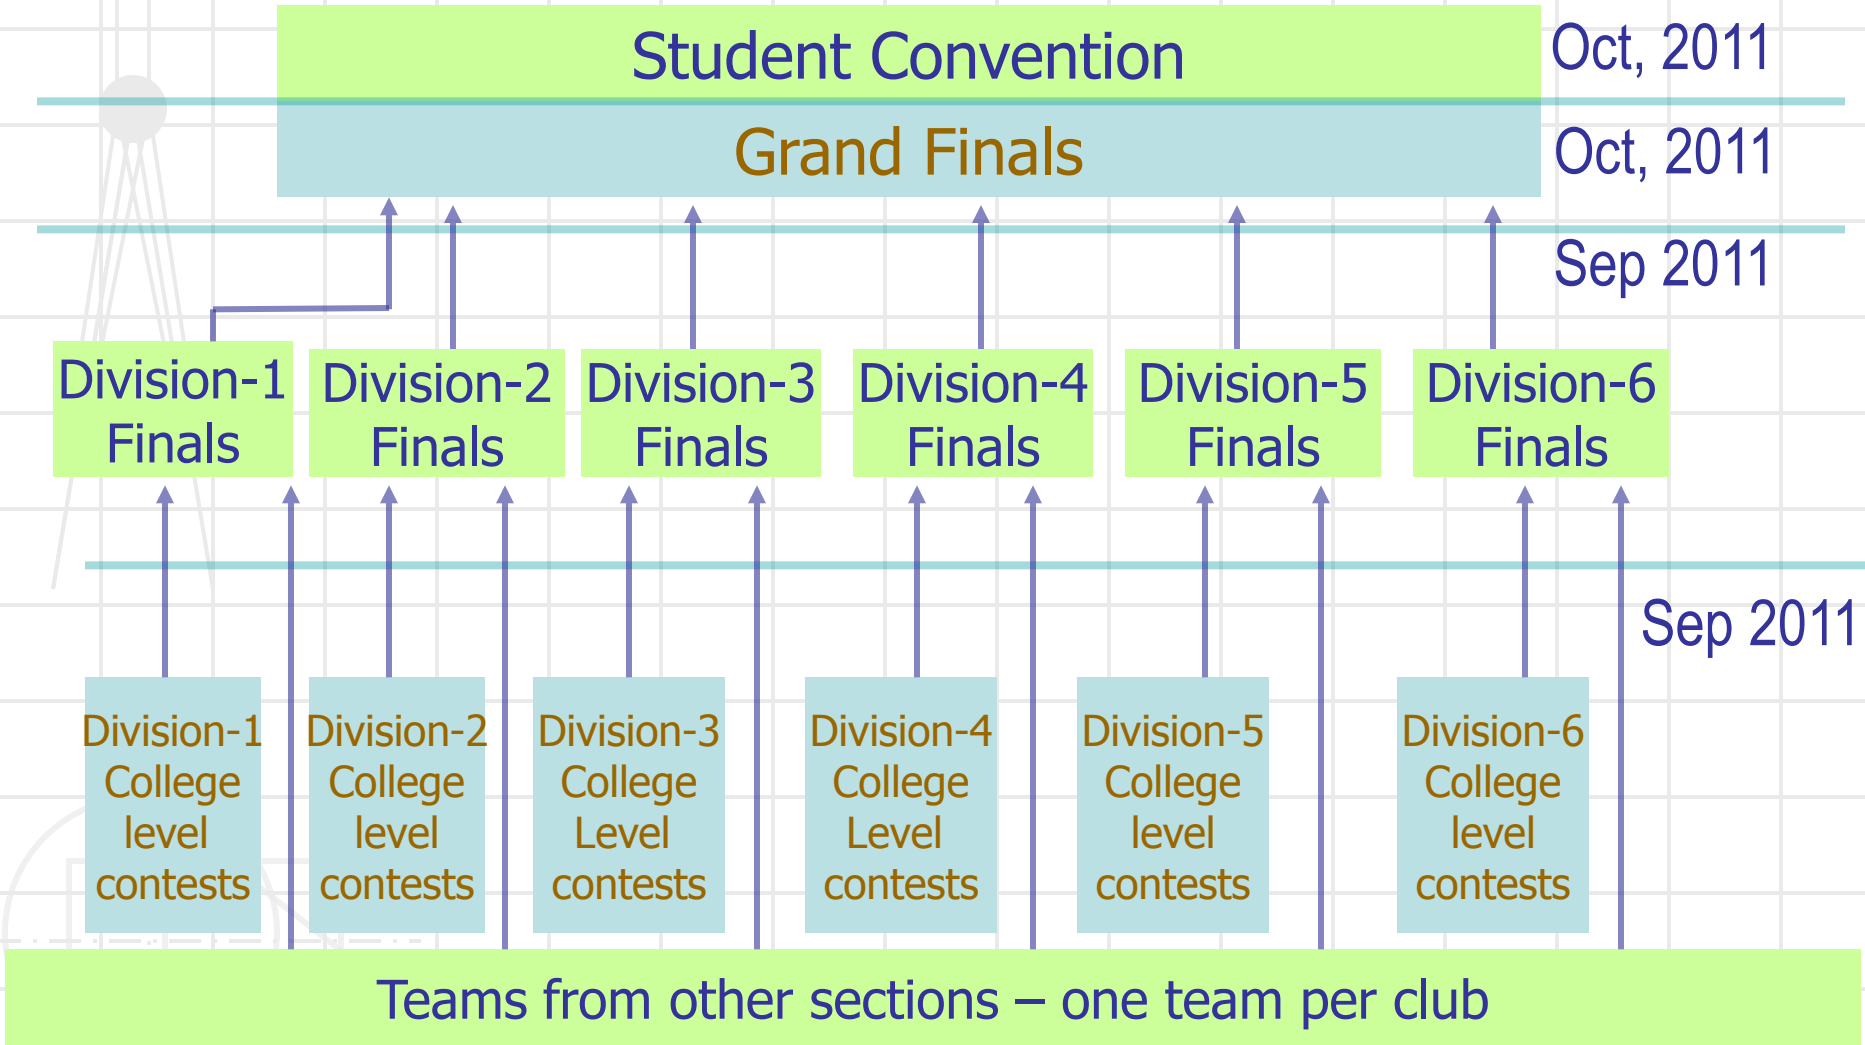 Student Convention
Oct, 2011
Grand Finals
Oct, 2011
Sep 2011
Division-1
Finals
Division-2
Finals
Division-3
Finals
Division-4
Finals
Division-5
Finals
Division-6
Finals
Sep 2011
Division-1
College
level
contests
Division-2
College
level
contests
Division-3
College
Level
contests
Division-4
College
Level
contests
Division-5
College
level
contests
Division-6
College
level
contests
Teams from other sections – one team per club